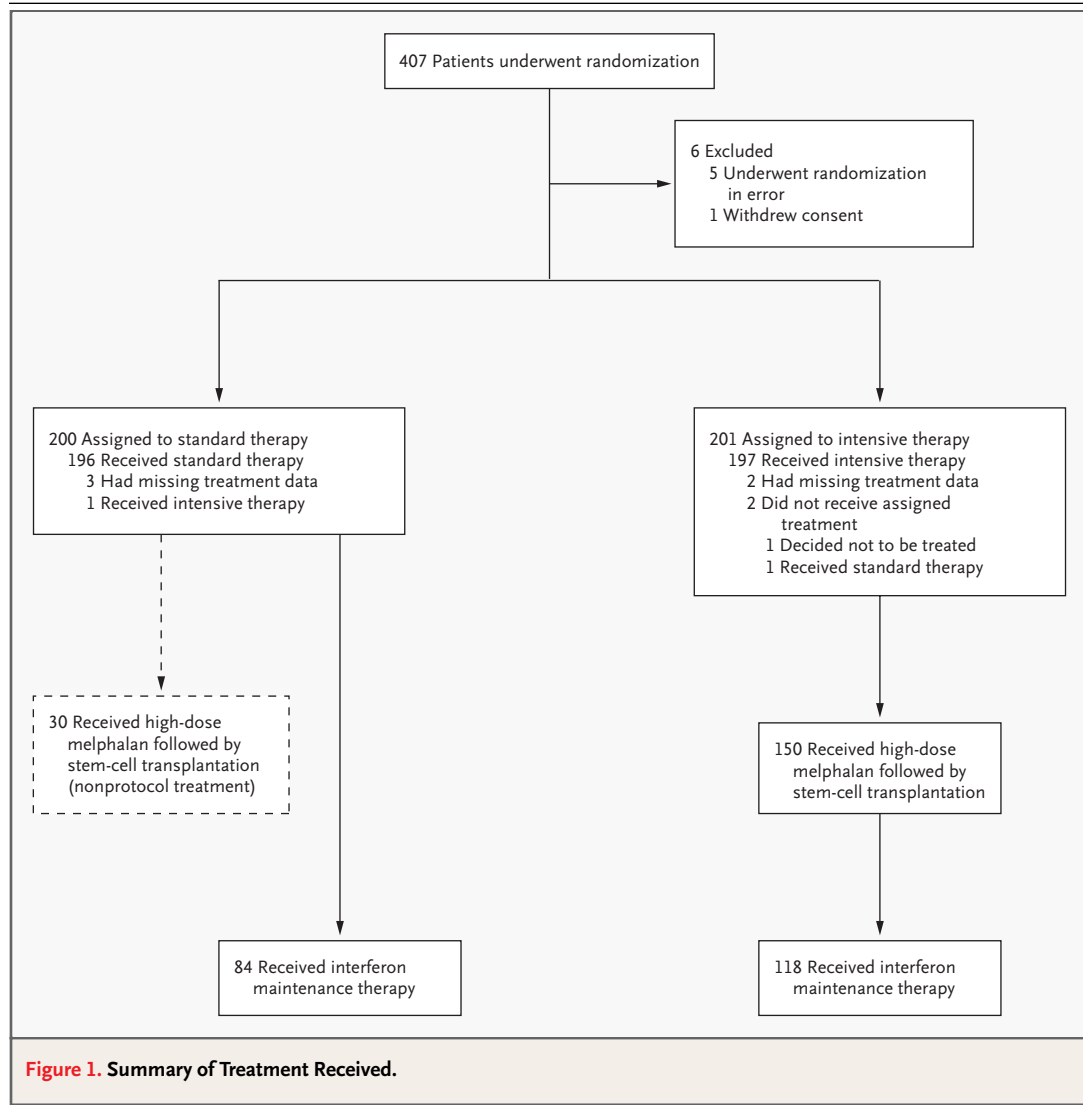 407 Patients underwent randomization
6 Excluded
5 Underwent randomization
in error
1 Withdrew consent
200 Assigned to standard therapy
196 Received standard therapy
3 Had missing treatment data
1 Received intensive therapy
201 Assigned to intensive therapy
197 Received intensive therapy
2 Had missing treatment data
2 Did not receive assigned
treatment
1 Decided not to be treated
1 Received standard therapy
30 Received high-dose
melphalan followed by
stem-cell transplantation
(nonprotocol treatment)
150 Received high-dose
melphalan followed by
stem-cell transplantation
84 Received interferon
maintenance therapy
118 Received interferon
maintenance therapy
Figure 1. Summary of Treatment Received.